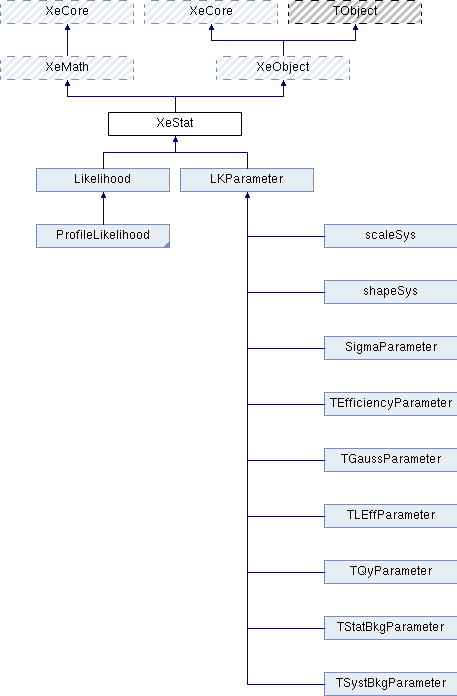 XeCore
XeCore
TObject
XeMath
XeObject
XeStat
Likelihood
LKParameter
ProfileLikelihood
scaleSys
shapeSys
SigmaParameter
TEfficiencyParameter
TGaussParameter
TLEffParameter
TQyParameter
TStatBkgParameter
TSystBkgParameter